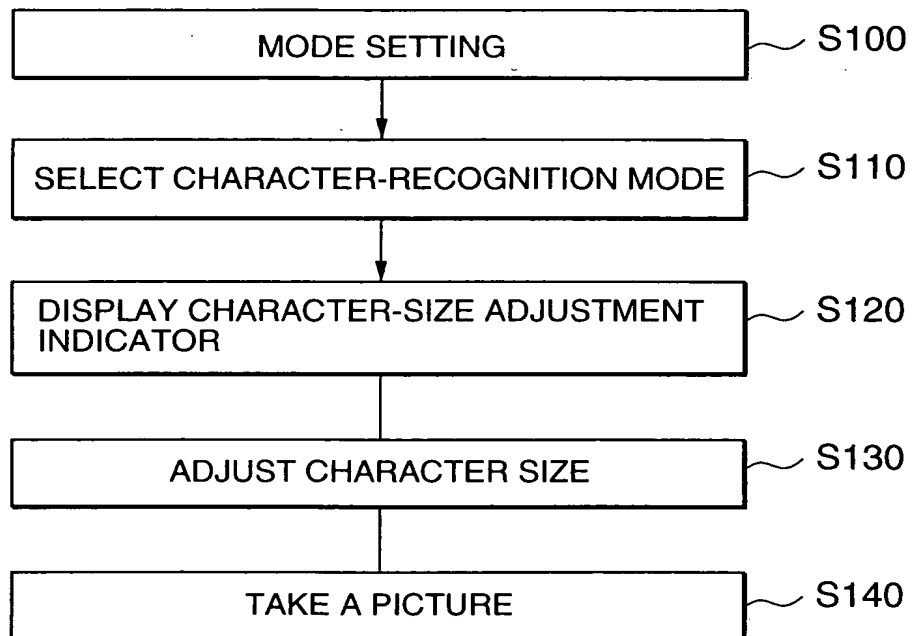 MODE SETTING
S100
SELECT CHARACTER-RECOGNITION MODE
S110
DISPLAY CHARACTER-SIZE ADJUSTMENT
INDICATOR
S120
ADJUST CHARACTER SIZE
S130
TAKE A PICTURE
S140